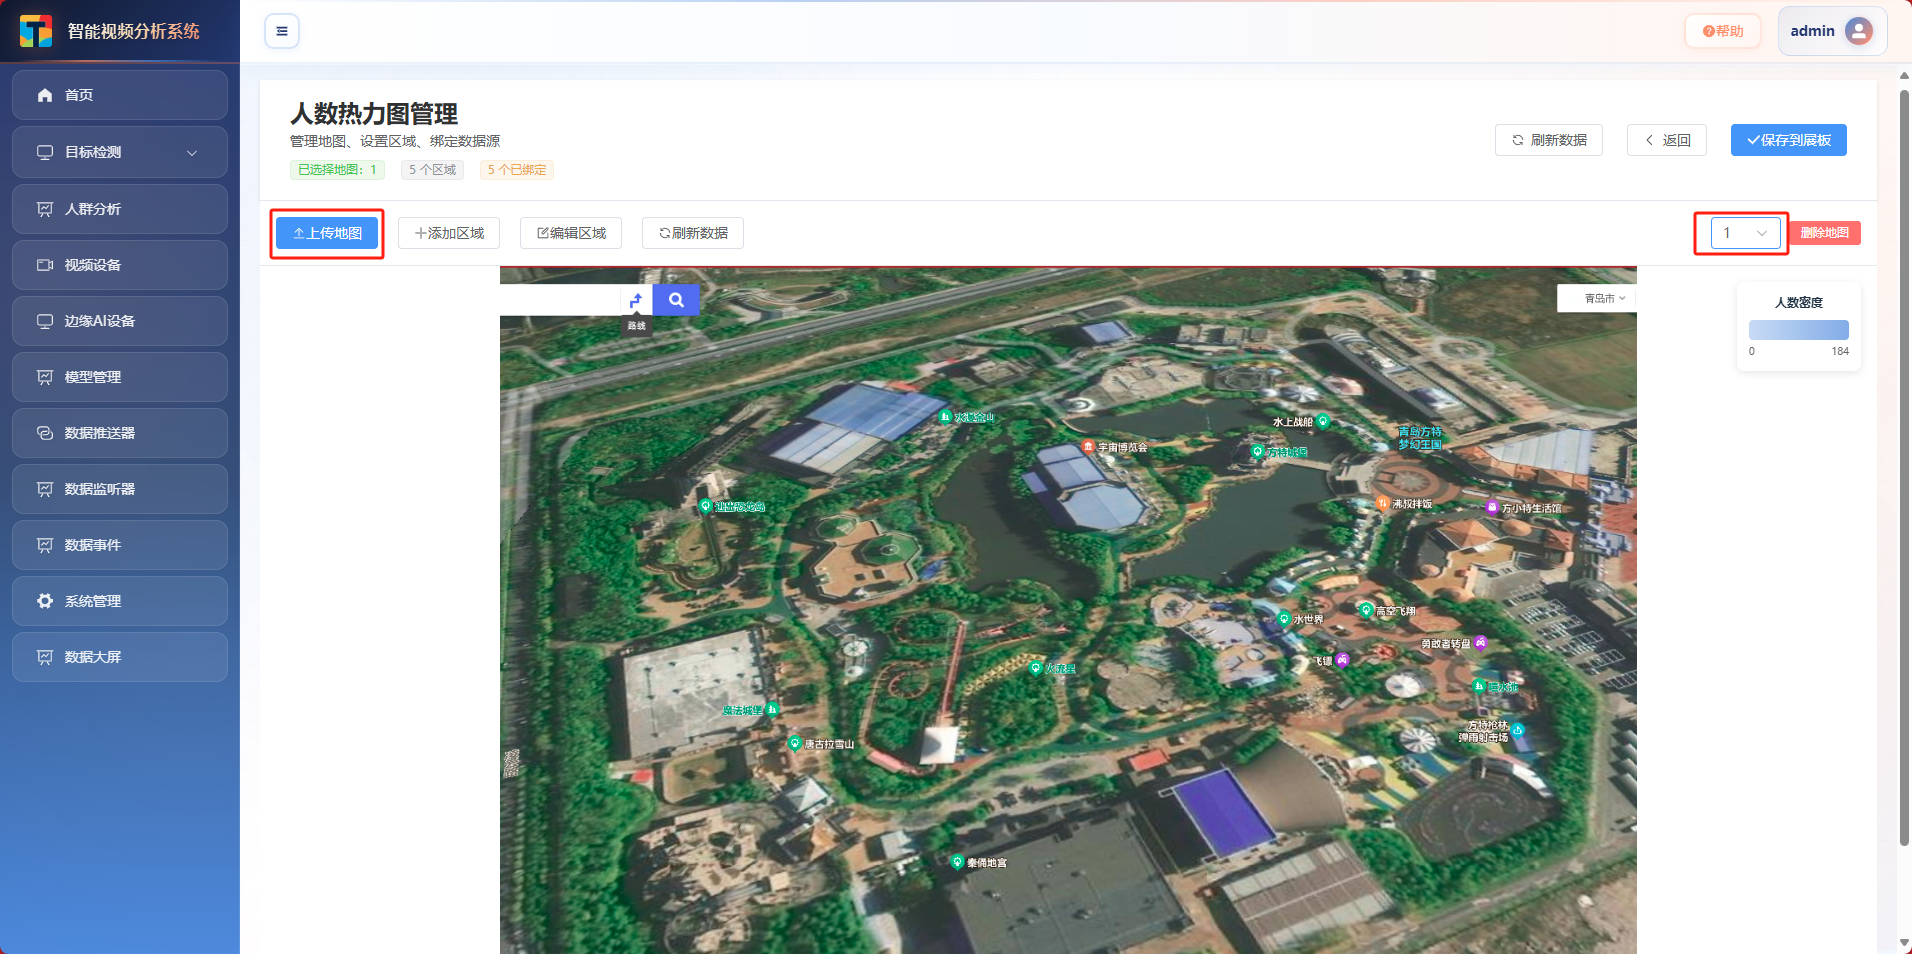 智能视频分析系统
帮助
admin
首页
目标检测
人群分析
视频设备
边缘AI设备
模型管理
数据推送器
数据监听器
数据事件
系统管理
数据大屏
人数热力图管理
管理地图、设置区域、绑定数据源
已选择地图：1
5 个区域
5 个已绑定
刷新数据
返回
保存到展板
上传地图
添加区域
编辑区域
刷新数据
1
删除地图
路线
青岛市
人数密度
0
184
水漫金山
水上战船
青岛方特
梦幻王国
宇宙博览会
方特城堡
沸叔拌饭
方小特生活馆
水世界
高空飞翔
勇敢者转盘
飞镖
火流星
喷水池
魔法城堡
方特枪林
弹雨射击场
唐古拉雪山
秦俑地宫